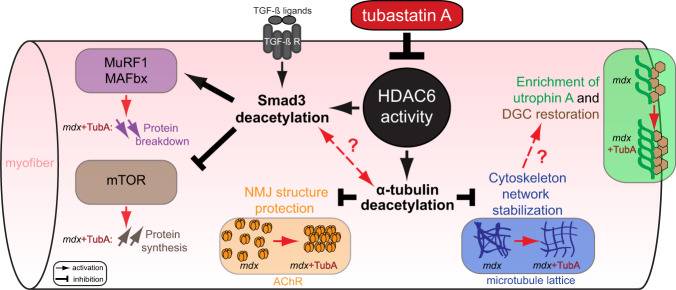 TGF-ß ligands
tubastatin A
TGF-ß R
MuRF1
MAFbx
mdx+TubA:
Protein
breakdown
Smad3
deacetylation
HDAC6
activity
Enrichment of
utrophin A and
DGC restoration
mdx
mdx
+TubA
myofiber
mTOR
mdx+TubA:
Protein
synthesis
?
?
NMJ structure
protection
α-tubulin
deacetylation
Cytoskeleton
network
stabilization
mdx
mdx+TubA
AChR
mdx
mdx+TubA
microtubule lattice
activation
inhibition